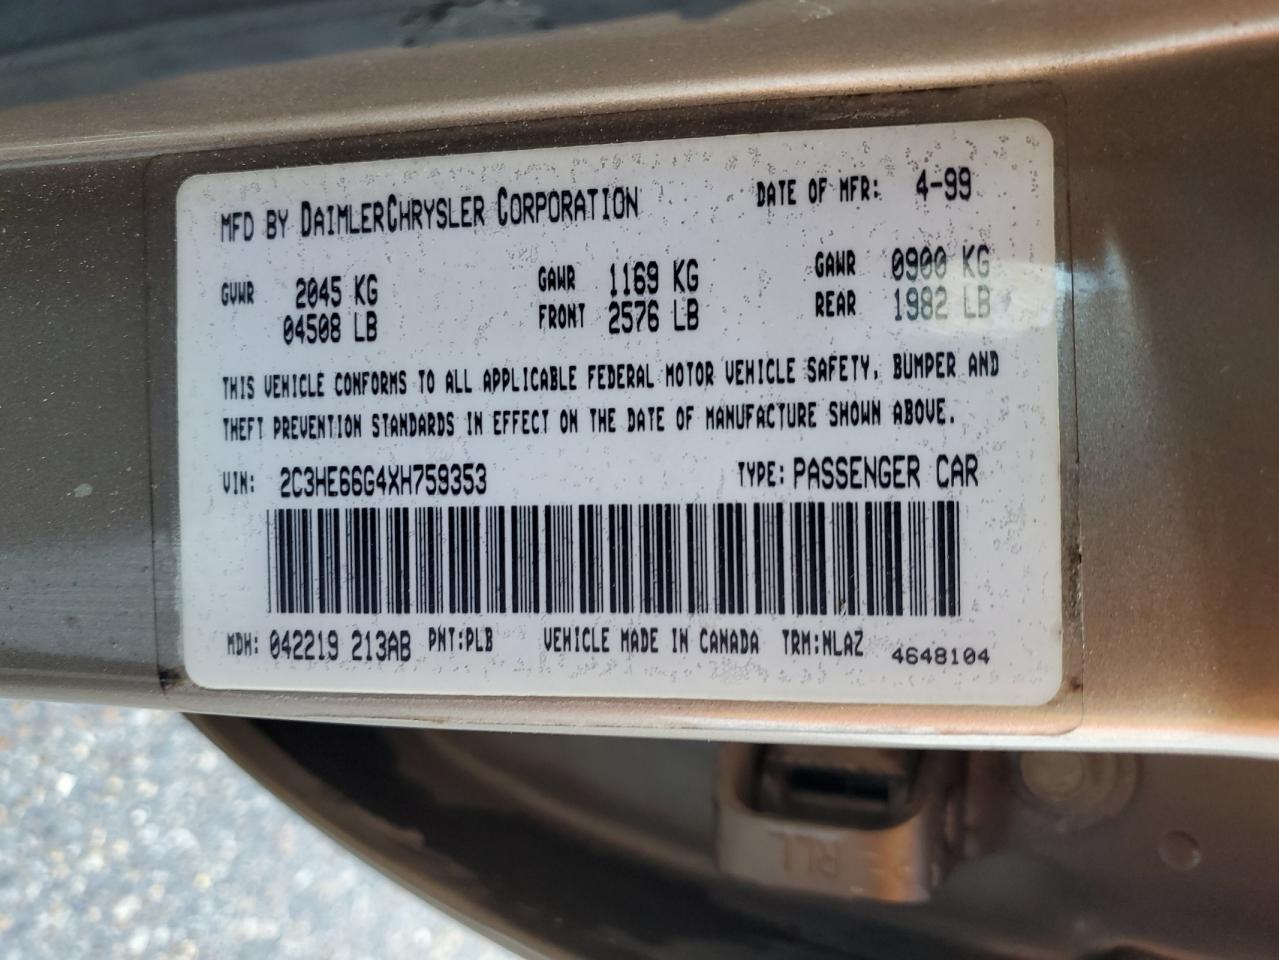 MFD BY DAIMLERCHRYSLER CORPORATION DATE OF MFR: 4-99
GVWR 2045 KG GAWR 1169 KG GAWR 0900 KG
04508 LB FRONT 2576 LB REAR 1982 LB
THIS VEHICLE CONFORMS TO ALL APPLICABLE FEDERAL MOTOR VEHICLE SAFETY, BUMPER AND
THEFT PREVENTION STANDARDS IN EFFECT ON THE DATE OF MANUFACTURE SHOWN ABOVE.
VIN: 2C3HE66G4XH759353 TYPE: PASSENGER CAR
MDH: 042219 213AB PNT:PLB VEHICLE MADE IN CANADA TRM:NLAZ 4648104